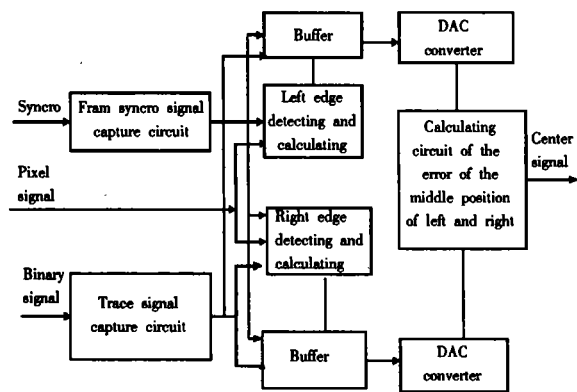 Buffer
DAC
converter
Syncro
Fram syncro signal
capture circuit
Left edge
detecting and
calculating
Calculating
circuit of the
error of the
middle position
of left and right
Center
signal
Pixel
signal
Right edge
detecting and
calculating
Binary
signal
Trace signal
capture circuit
Buffer
DAC
converter